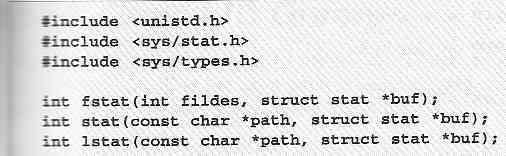 #include <unistd.h>
#include <sys/stat.h>
#include <sys/types.h>
int fstat(int fildes, struct stat *buf);
int stat(const char *path, struct stat *buf);
int lstat(const char *path, struct stat *buf);